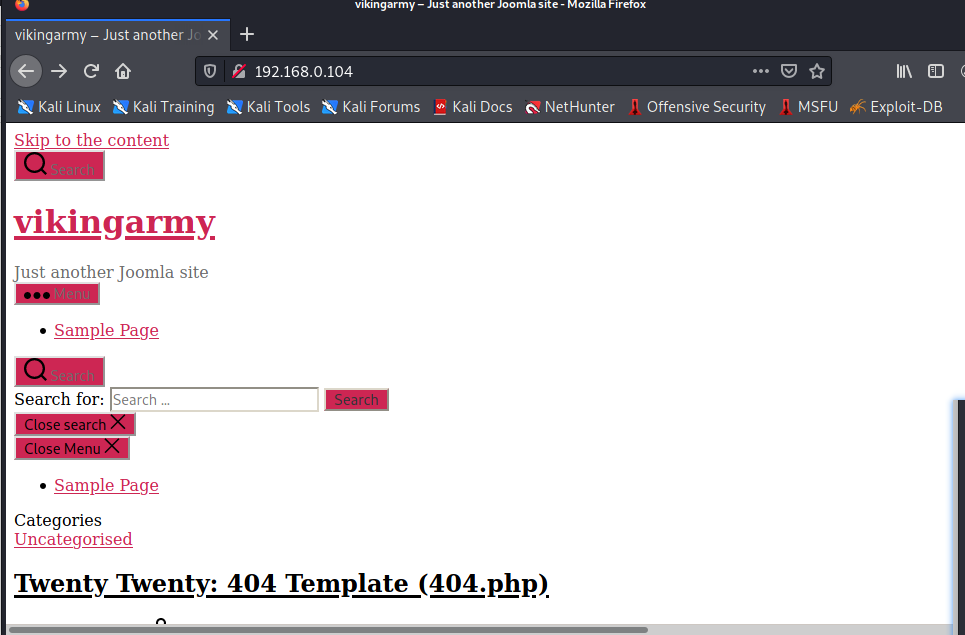 vikingarmy – Just another Joomla site - Mozilla Firefox
vikingarmy – Just another Jo
192.168.0.104
Kali Linux Kali Training Kali Tools Kali Forums Kali Docs NetHunter Offensive Security MSFU Exploit-DB
Skip to the content
Search
vikingarmy
Just another Joomla site
Menu
Sample Page
Search
Search for: Search ... Search
Close search
Close Menu
Sample Page
Categories
Uncategorised
Twenty Twenty: 404 Template (404.php)